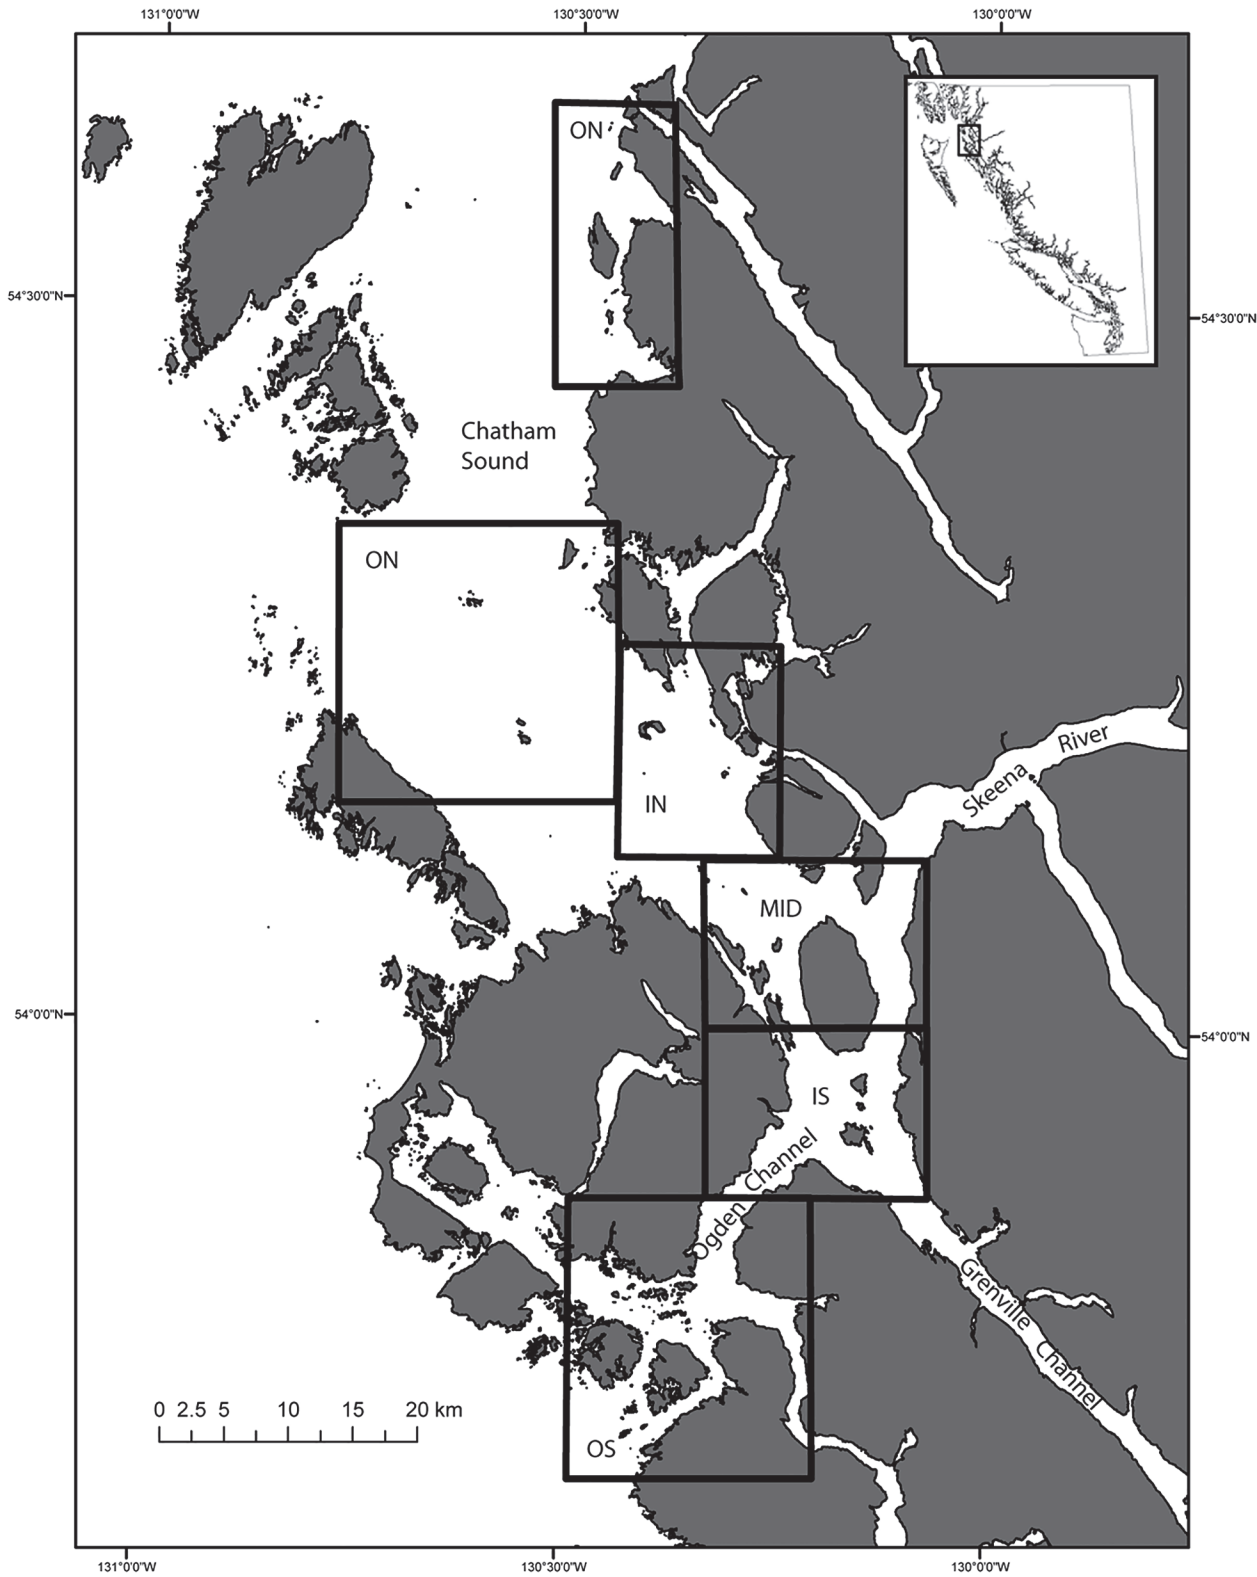 131°0'0"W
130°30'0"W
130°0'0"W
ON
54°30'0"N
54°30'0"N
Chatham
Sound
ON
Skeena River
IN
MID
54°0'0"N
54°0'0"N
IS
Ogden Channel
Grenville Channel
0 2.5 5 10 15 20 km
OS
131°0'0"W
130°30'0"W
130°0'0"W